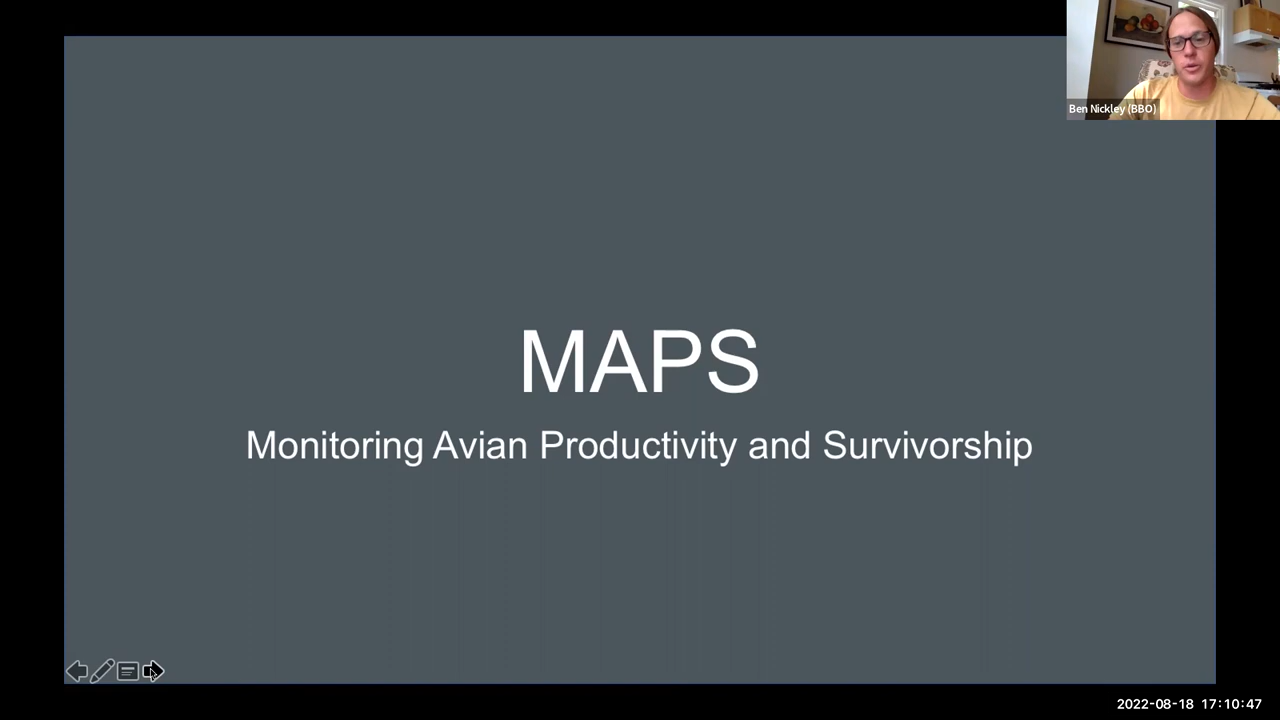 Ben Nickley (BBO)
MAPS
Monitoring Avian Productivity and Survivorship
2022-08-18 17:10:47